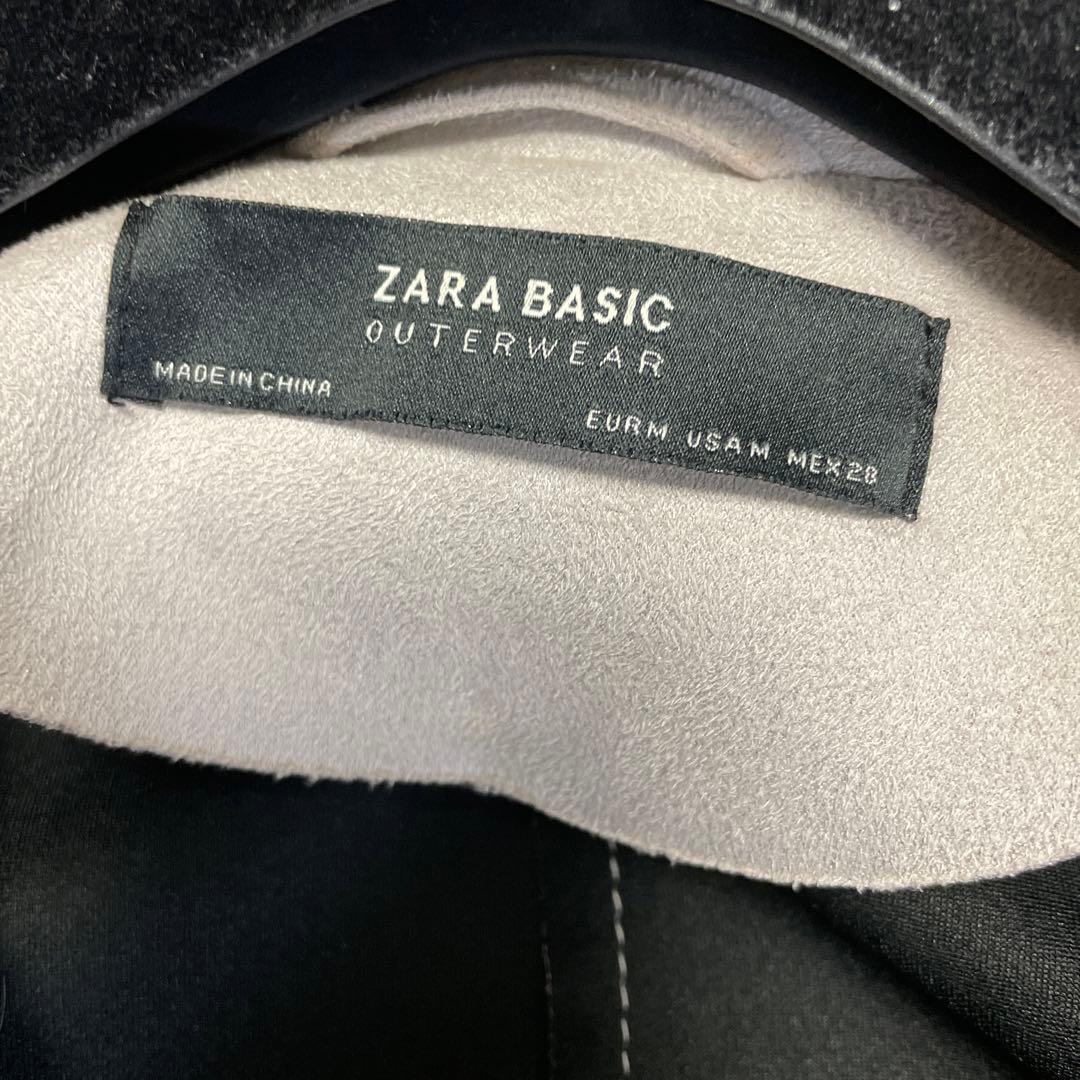 ZARA BASIC
OUTERWEAR
MADE IN CHINA
EUR M USA M MEX 28